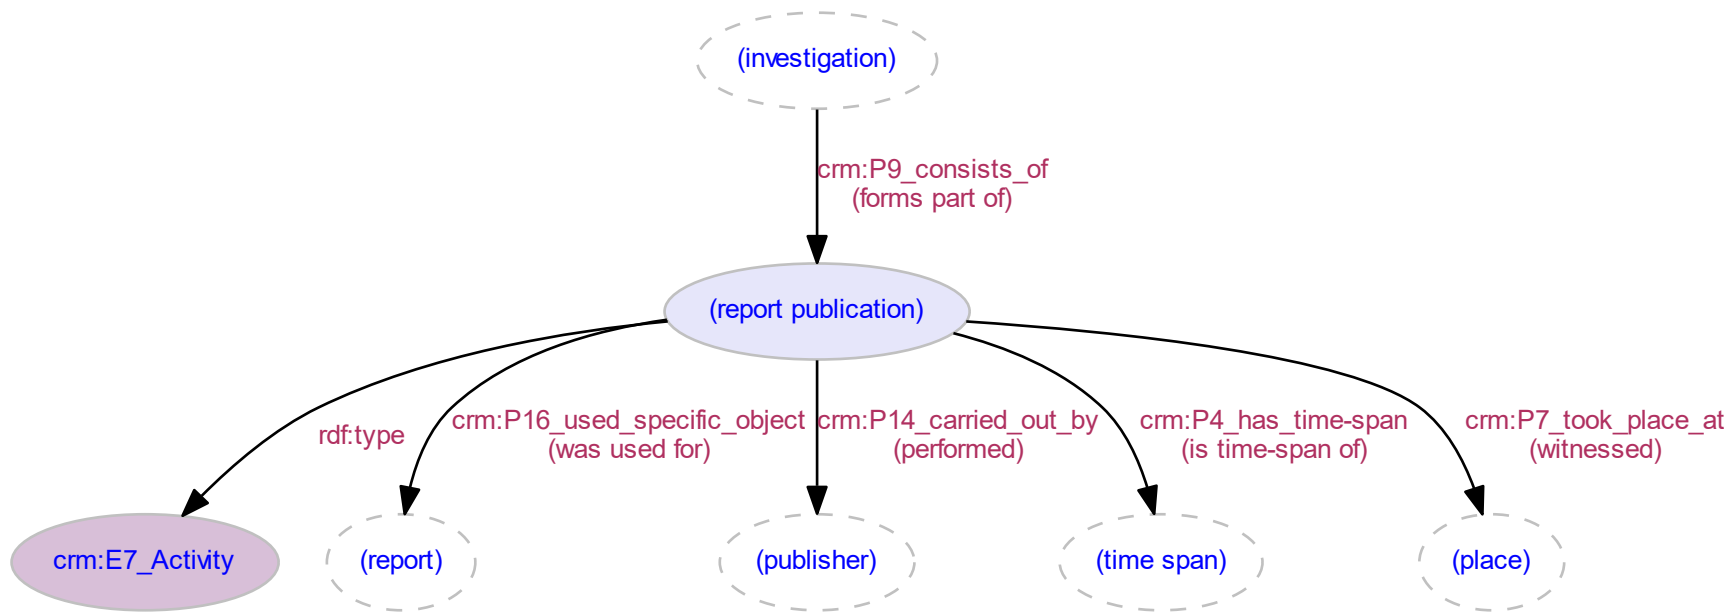 (investigation)
crm:P9_consists_of
(forms part of)
(report publication)
rdf:type
crm:P16_used_specific_object
(was used for)
crm:P14_carried_out_by
(performed)
crm:P4_has_time-span
(is time-span of)
crm:P7_took_place_at
(witnessed)
crm:E7_Activity
(report)
(publisher)
(time span)
(place)